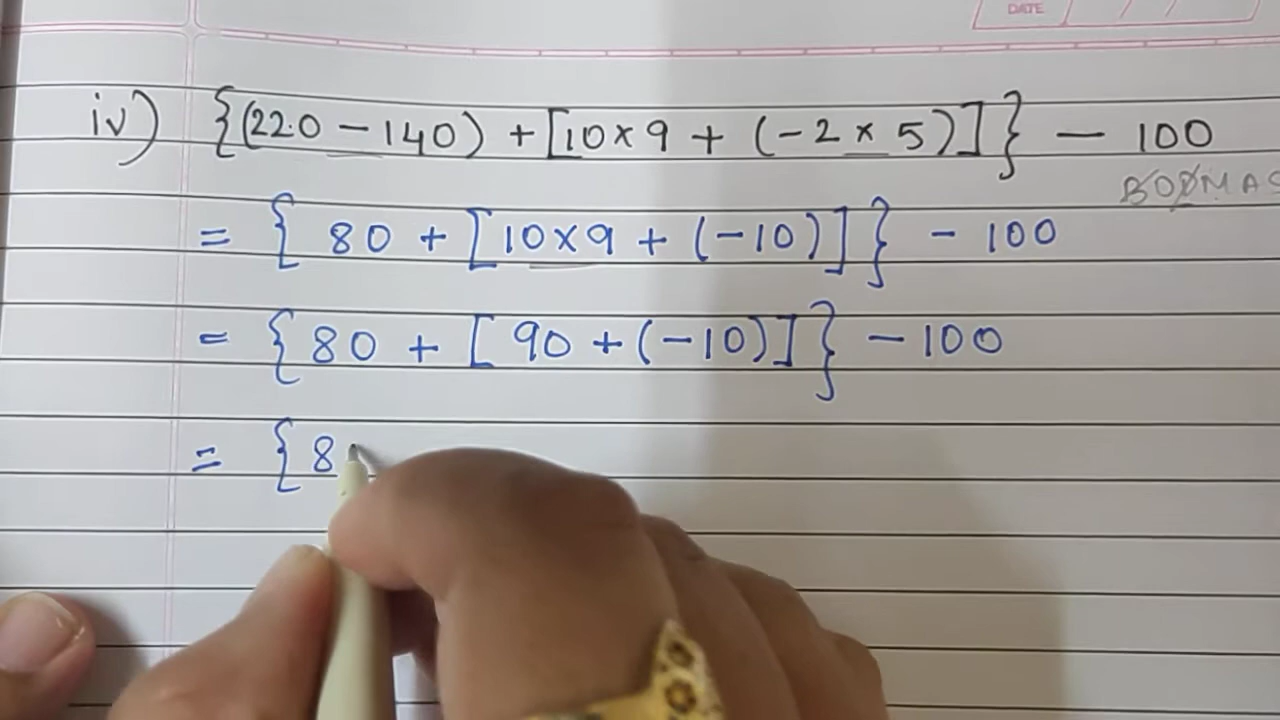 DATE
iv) {(220 - 140) + [10 × 9 + (-2 × 5)]} - 100
BODMAS
= { 80 + [10×9 + (-10)]} - 100
= {80 + [90 + (-10)]} - 100
= {8